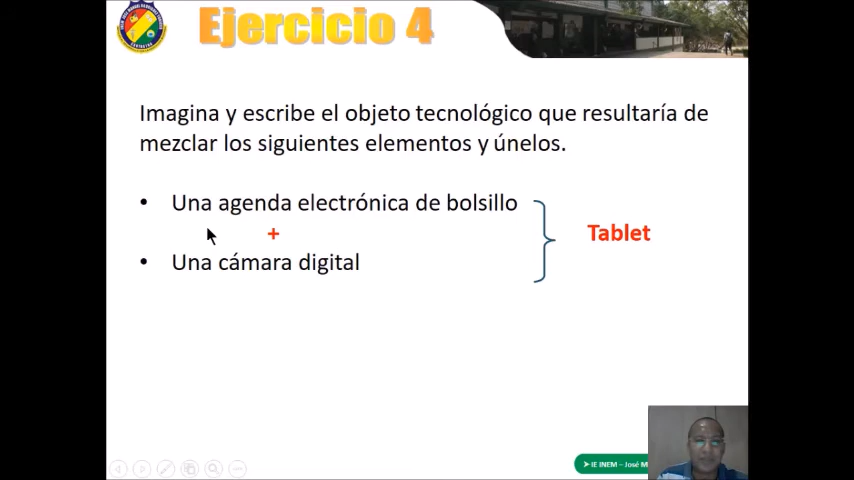 Ejercicio 4
Imagina y escribe el objeto tecnológico que resultaría de
mezclar los siguientes elementos y únelos.
• Una agenda electrónica de bolsillo
+
• Una cámara digital
Tablet
➤ IE INEM – José M